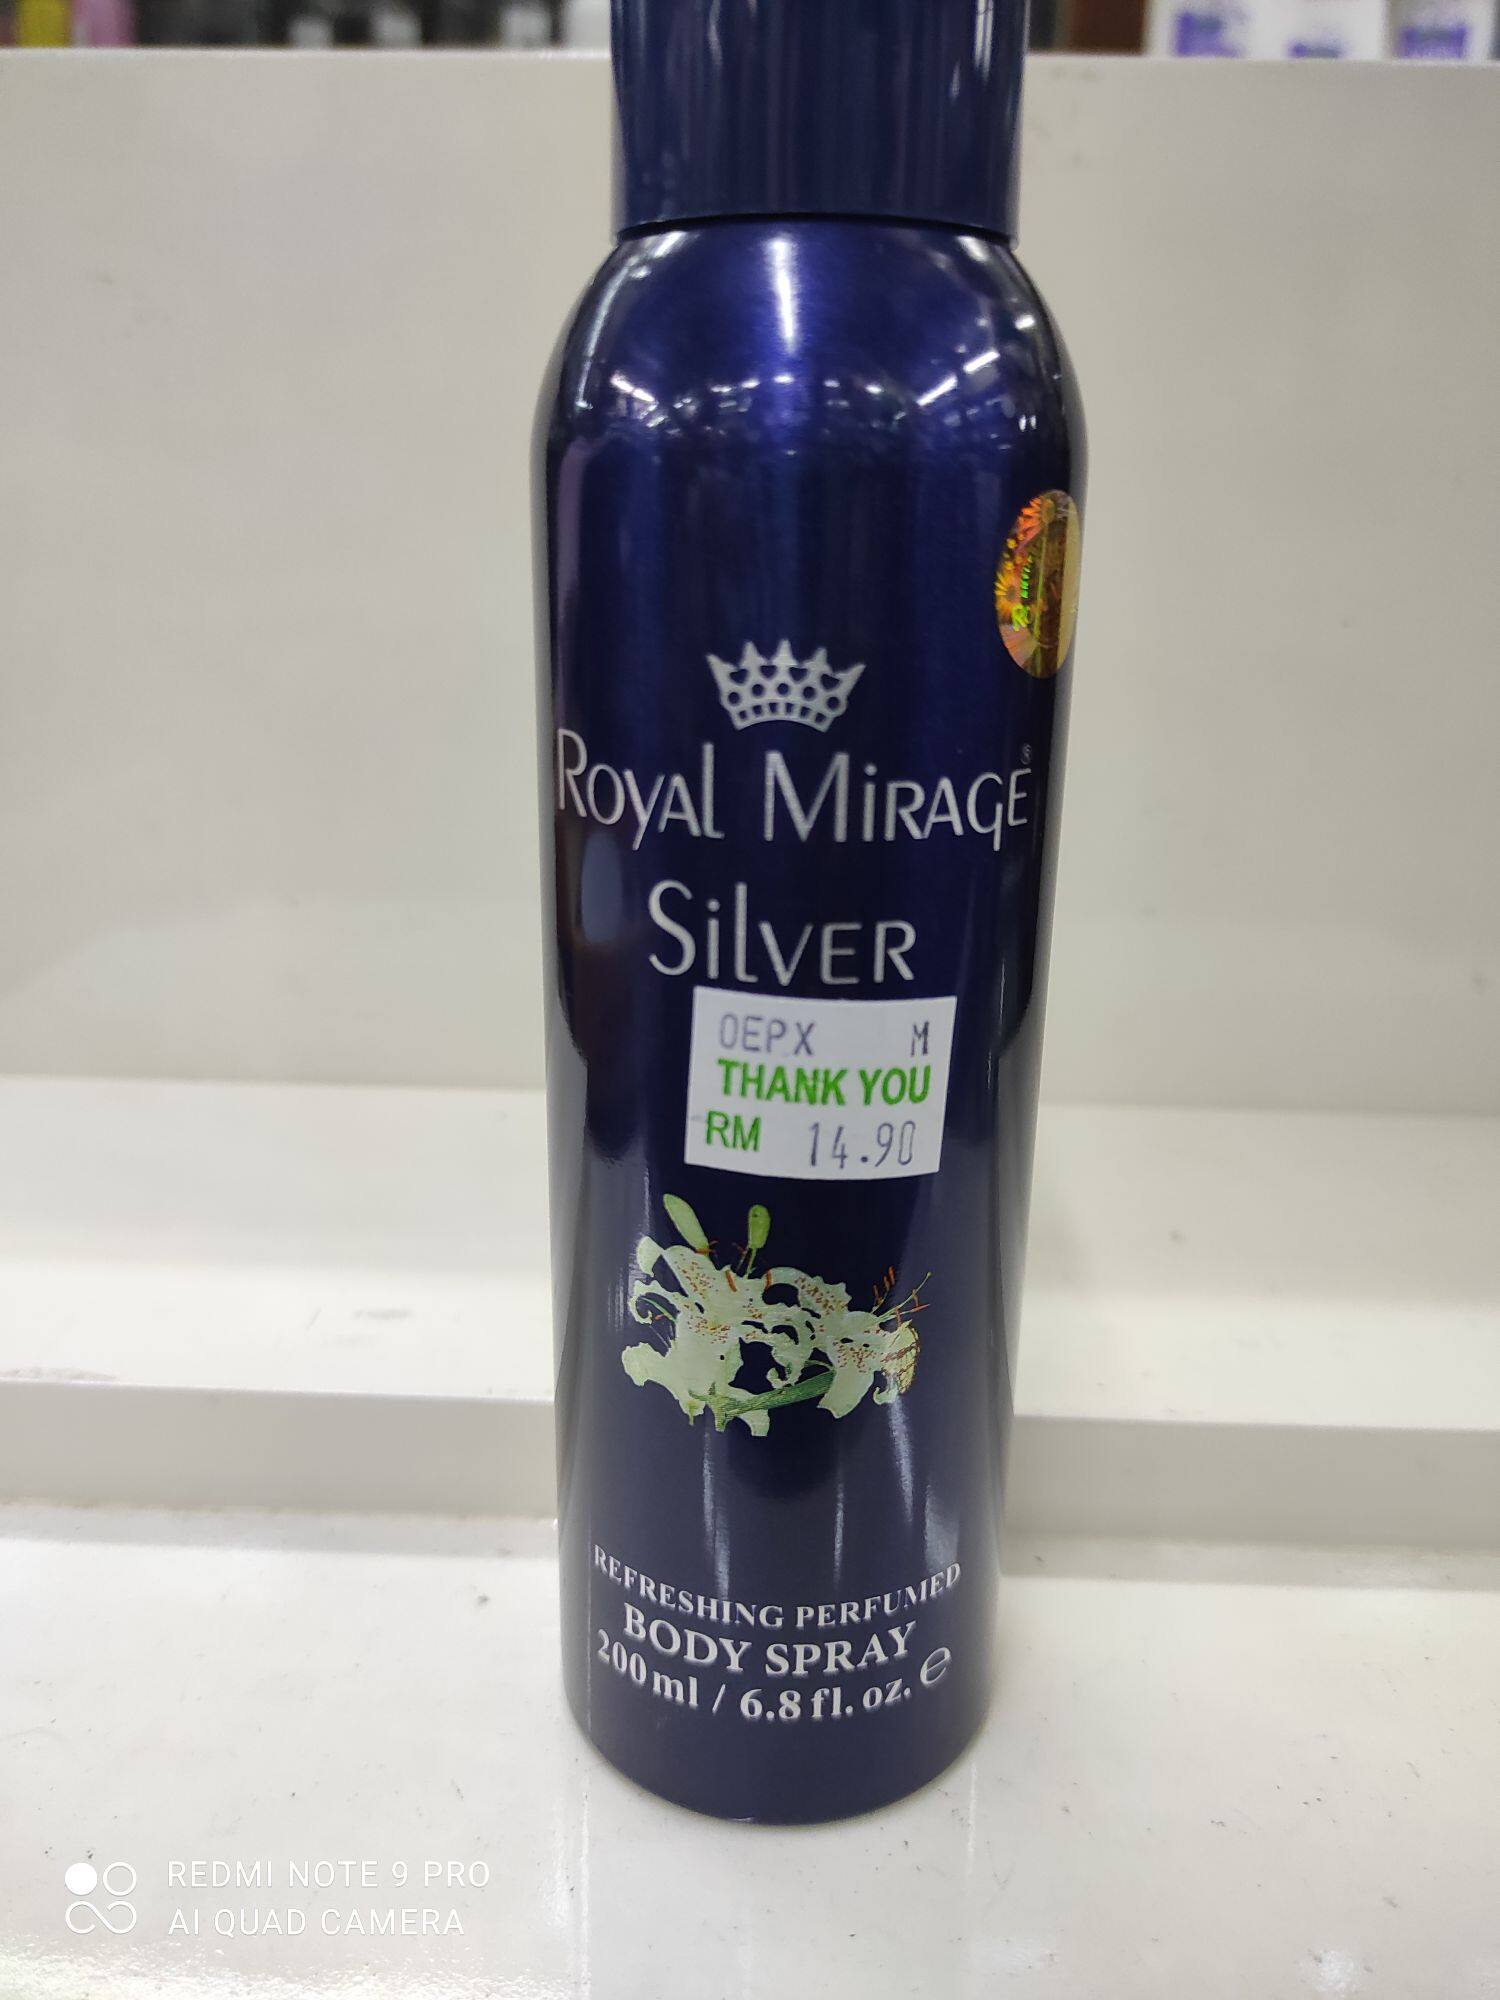 ROYAL MIRAGE®
SILVER
OEPX M
THANK YOU
RM 14.90
REFRESHING PERFUMED
BODY SPRAY
200 ml / 6.8 fl. oz. ℮
REDMI NOTE 9 PRO
AI QUAD CAMERA